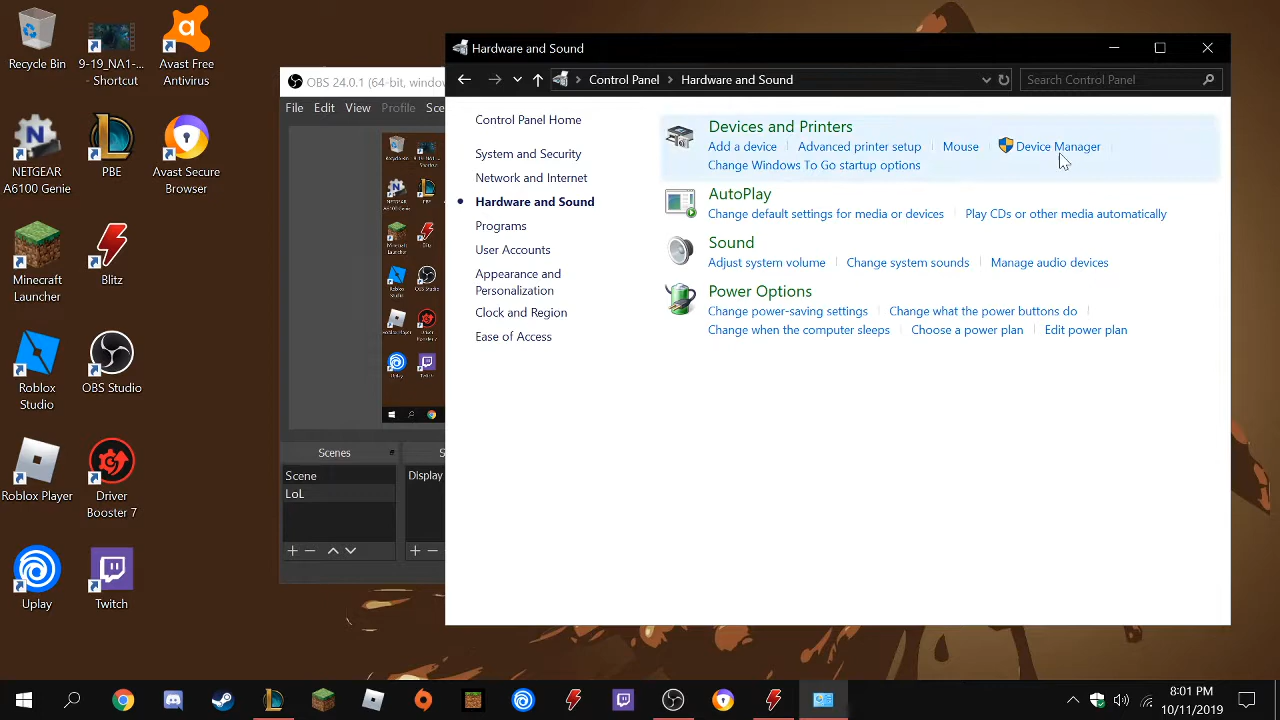 Recycle Bin
9-19_NA1-...
- Shortcut
Avast Free
Antivirus
NETGEAR
A6100 Genie
PBE
Avast Secure
Browser
Minecraft
Launcher
Blitz
Roblox
Studio
OBS Studio
Roblox Player
Driver
Booster 7
Uplay
Twitch
OBS 24.0.1 (64-bit, windo
File Edit View Profile Sce
Scenes
Scene
LoL
Display
Hardware and Sound
Control Panel Hardware and Sound
Search Control Panel
Control Panel Home
System and Security
Network and Internet
Hardware and Sound
Programs
User Accounts
Appearance and
Personalization
Clock and Region
Ease of Access
Devices and Printers
Add a device Advanced printer setup Mouse Device Manager
Change Windows To Go startup options
AutoPlay
Change default settings for media or devices Play CDs or other media automatically
Sound
Adjust system volume Change system sounds Manage audio devices
Power Options
Change power-saving settings Change what the power buttons do
Change when the computer sleeps Choose a power plan Edit power plan
8:01 PM
10/11/2019